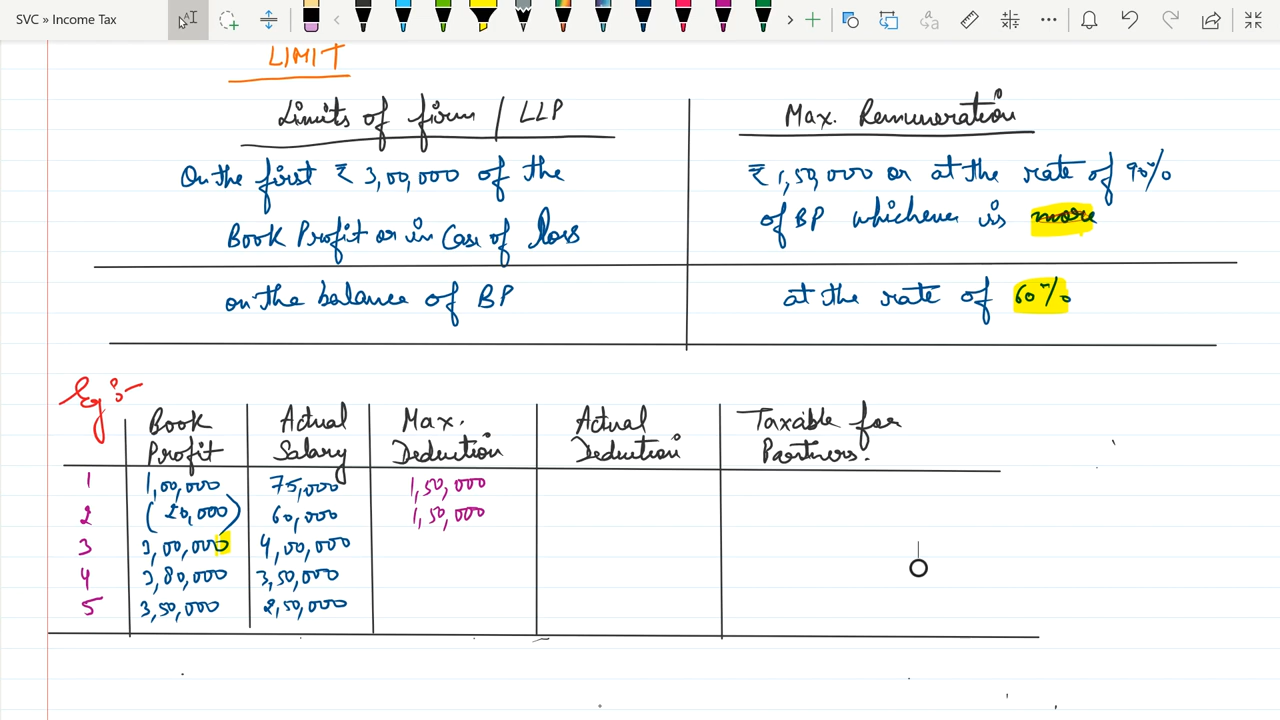 SVC » Income Tax
LIMIT
Limits of firm / LLP
Max. Remuneration
On the first ₹ 3,00,000 of the
Book Profit or in Case of loss
₹ 1,50,000 or at the rate of 90%
of BP whichever is more
on the balance of BP
at the rate of 60%
Eg:-
Book Profit Actual Salary Max. Deduction Actual Deduction Taxable for Partners.
1 1,00,000 75,000 1,50,000
2 (20,000) 60,000 1,50,000
3 3,00,000 4,00,000
4 3,80,000 3,50,000
5 3,50,000 2,50,000